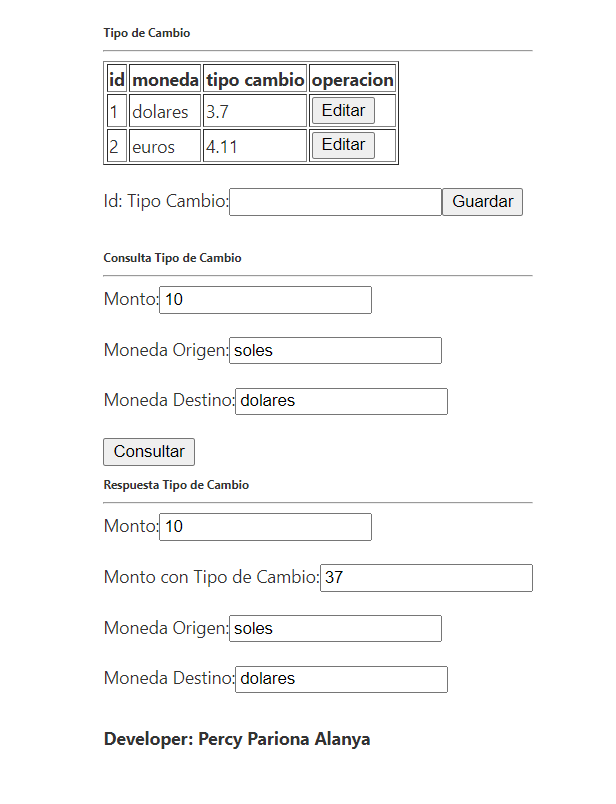 Tipo de Cambio
id moneda tipo cambio operacion
1 dolares 3.7 Editar
2 euros 4.11 Editar
Id: Tipo Cambio: Guardar
Consulta Tipo de Cambio
Monto: 10
Moneda Origen: soles
Moneda Destino: dolares
Consultar
Respuesta Tipo de Cambio
Monto: 10
Monto con Tipo de Cambio: 37
Moneda Origen: soles
Moneda Destino: dolares
Developer: Percy Pariona Alanya